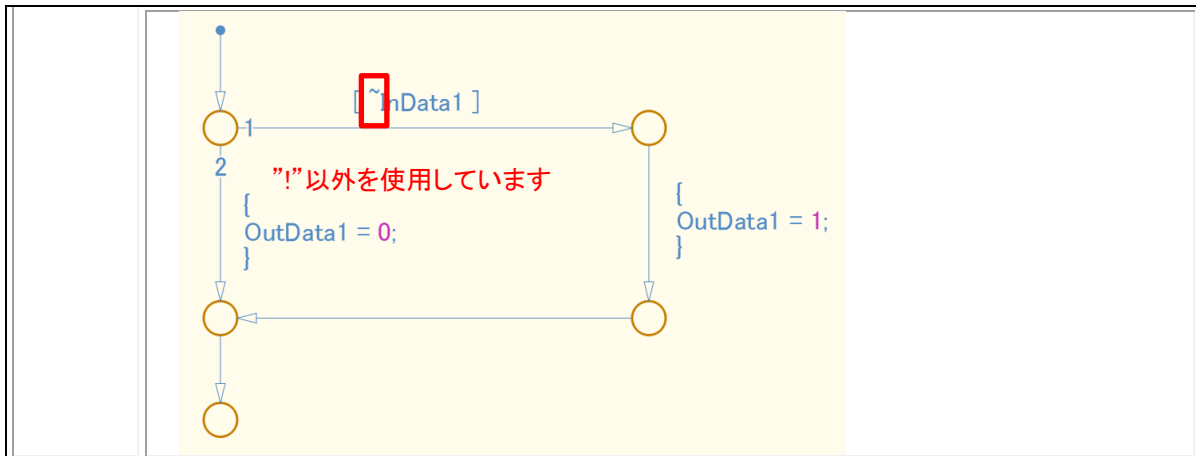 [ ~InData1 ]
1
2
”!”以外を使用しています
{
OutData1 = 0;
}
{
OutData1 = 1;
}